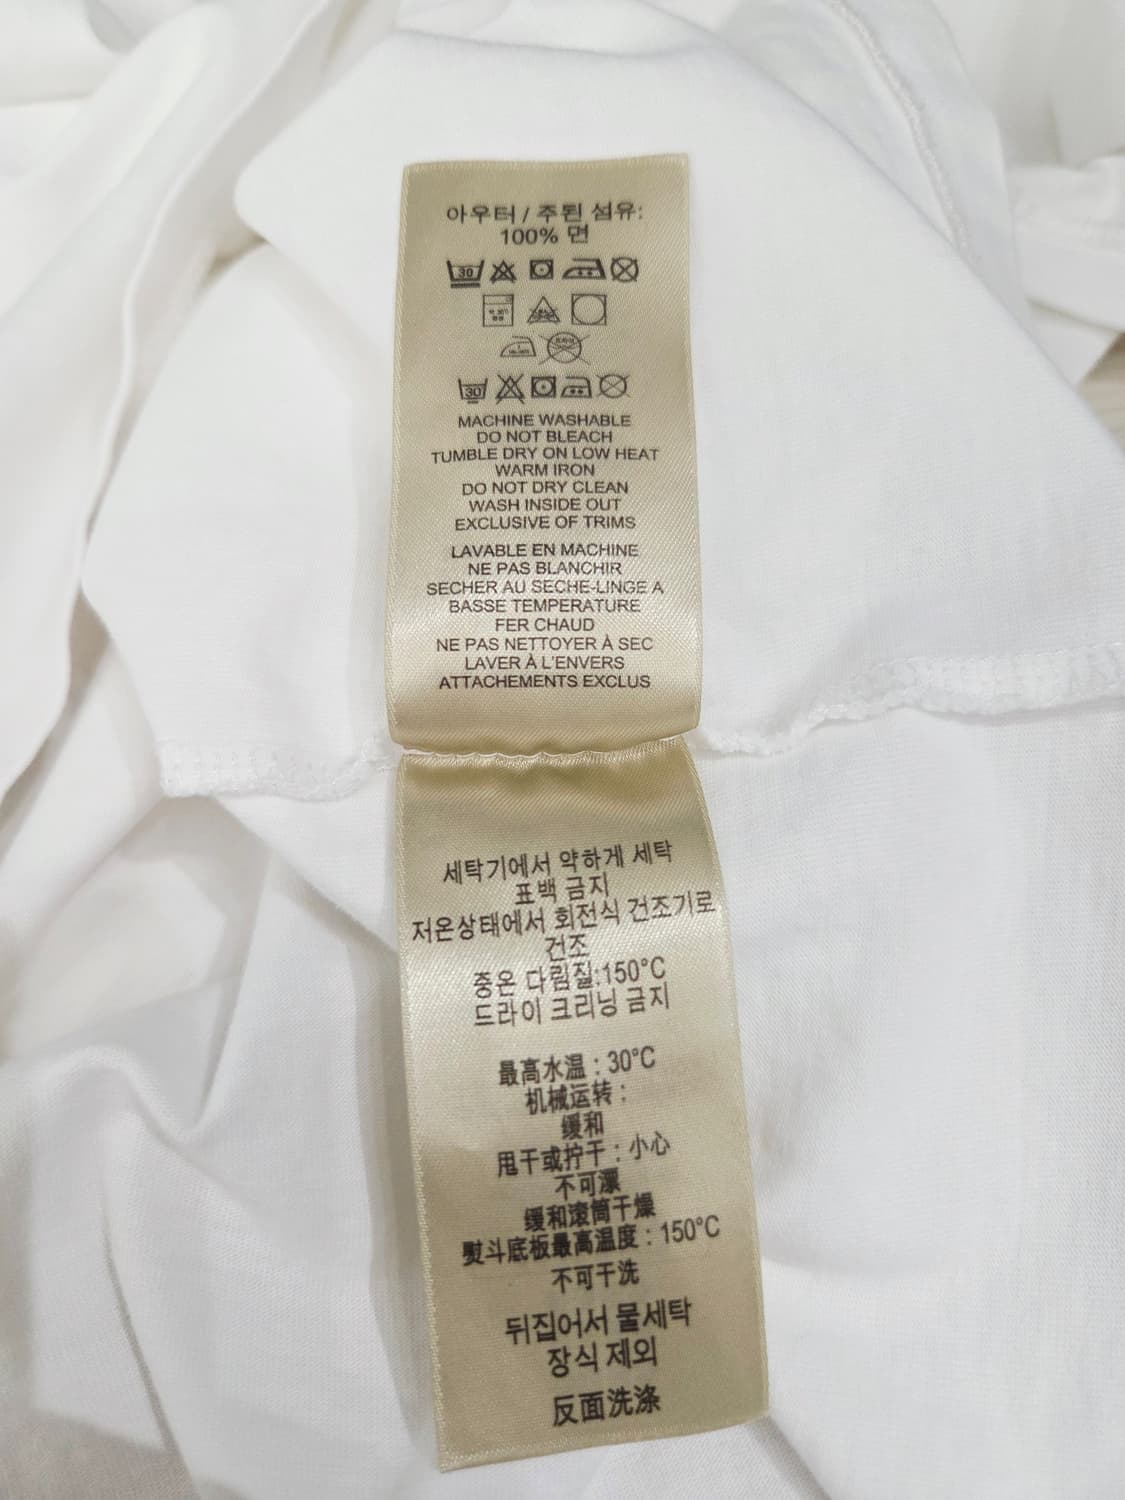 아우터 / 주된 섬유:
100% 면
30
30
MACHINE WASHABLE
DO NOT BLEACH
TUMBLE DRY ON LOW HEAT
WARM IRON
DO NOT DRY CLEAN
WASH INSIDE OUT
EXCLUSIVE OF TRIMS
LAVABLE EN MACHINE
NE PAS BLANCHIR
SECHER AU SECHE-LINGE A
BASSE TEMPERATURE
FER CHAUD
NE PAS NETTOYER À SEC
LAVER À L'ENVERS
ATTACHEMENTS EXCLUS
세탁기에서 약하게 세탁
표백 금지
저온상태에서 회전식 건조기로
건조
중온 다림질:150°C
드라이 크리닝 금지
最高水温：30°C
机械运转：
缓和
甩干或拧干：小心
不可漂
缓和滚筒干燥
熨斗底板最高温度：150°C
不可干洗
뒤집어서 물세탁
장식 제외
反面洗涤